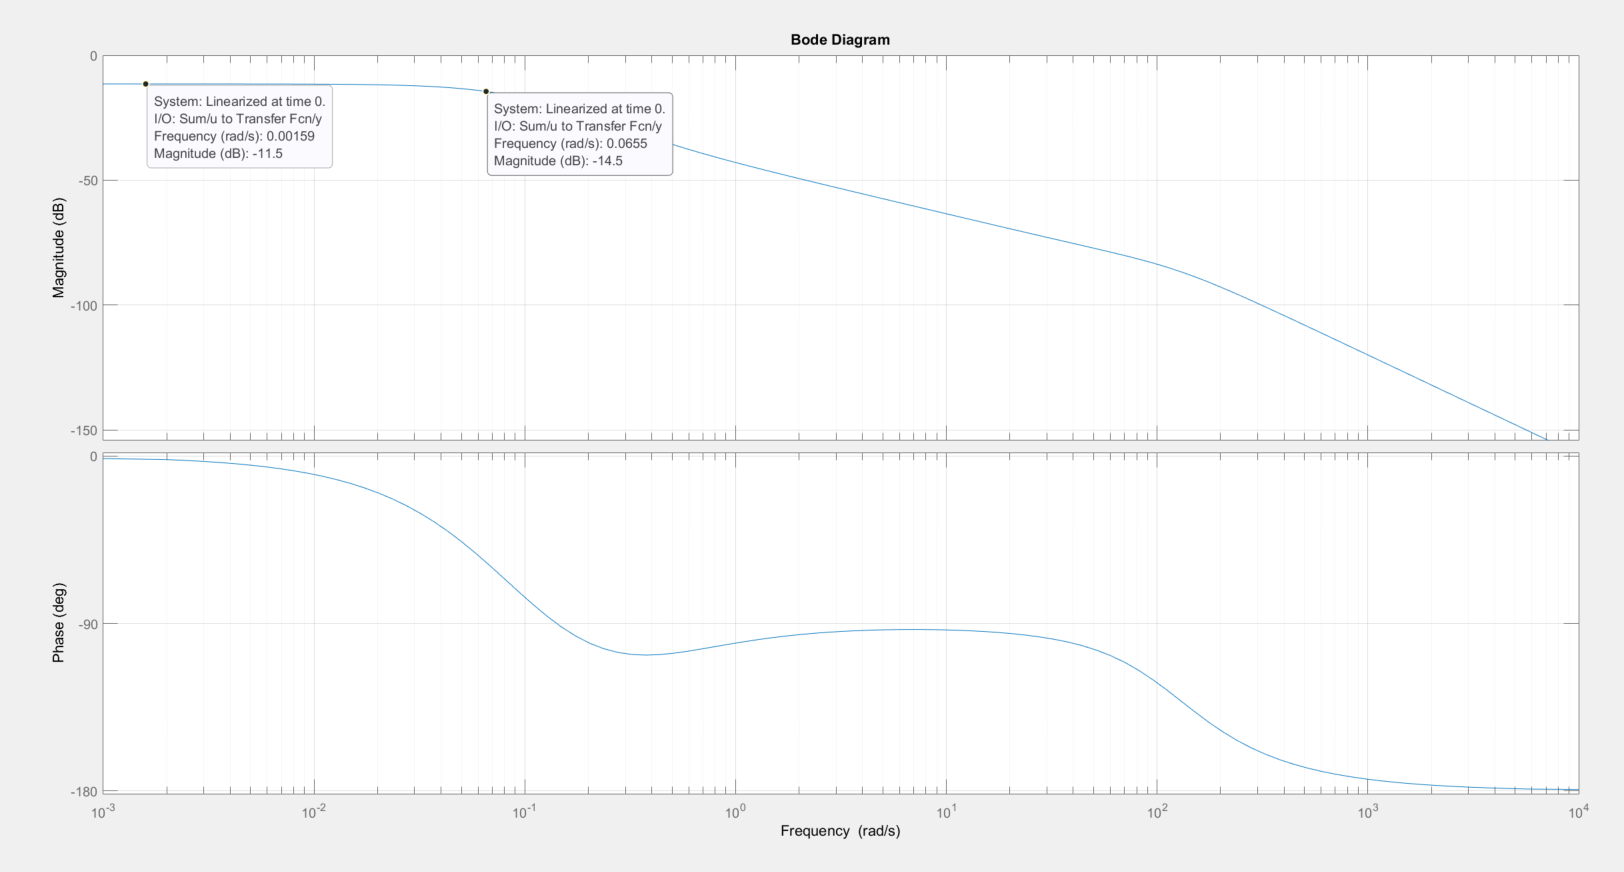 Bode Diagram
0
System: Linearized at time 0.
I/O: Sum/u to Transfer Fcn/y
Frequency (rad/s): 0.00159
Magnitude (dB): -11.5
System: Linearized at time 0.
I/O: Sum/u to Transfer Fcn/y
Frequency (rad/s): 0.0655
Magnitude (dB): -14.5
-50
Magnitude (dB)
-100
-150
0
Phase (deg)
-90
-180
10^-3 10^-2 10^-1 10^0 10^1 10^2 10^3 10^4
Frequency (rad/s)